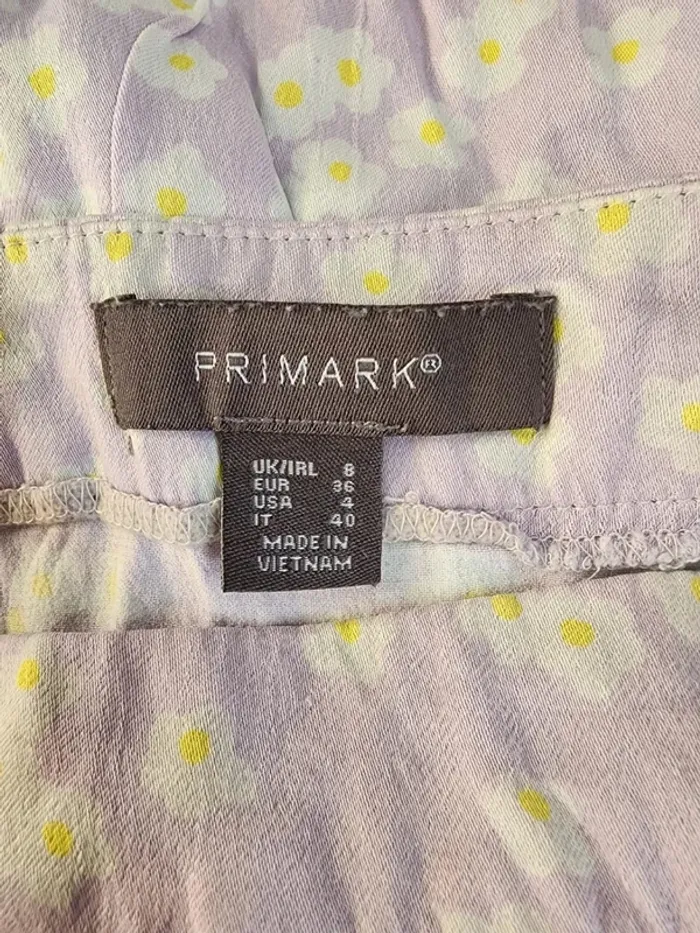 PRIMARK®
UK/IRL 8
EUR 36
USA 4
IT 40
MADE IN
VIETNAM